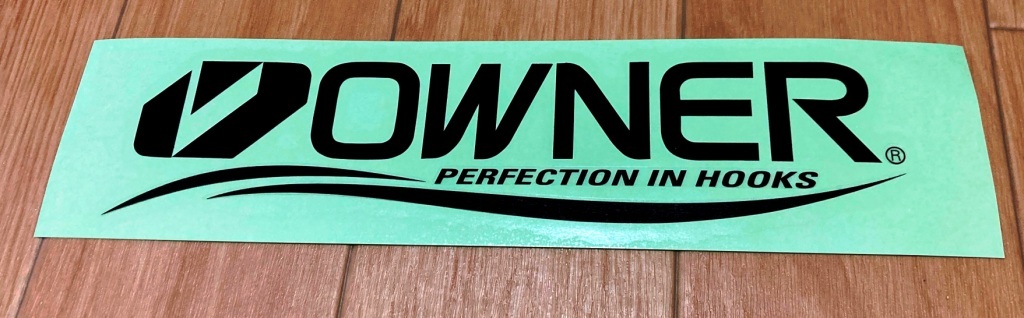 OWNER®
PERFECTION IN HOOKS